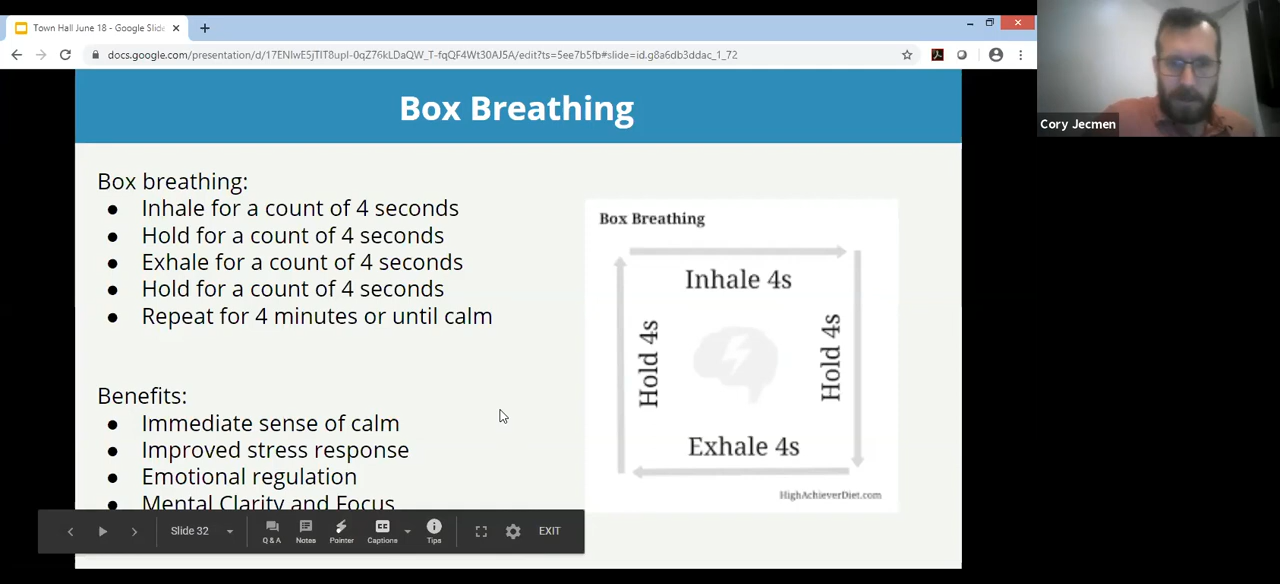 Town Hall June 18 - Google Slide
docs.google.com/presentation/d/17ENIwE5jTIT8upI-0qZ76kLDaQW_T-fqQF4Wt30AJ5A/edit?ts=5ee7b5fb#slide=id.g8a6db3ddac_1_72
Cory Jecmen
Box Breathing
Box breathing:
● Inhale for a count of 4 seconds
● Hold for a count of 4 seconds
● Exhale for a count of 4 seconds
● Hold for a count of 4 seconds
● Repeat for 4 minutes or until calm
Benefits:
● Immediate sense of calm
● Improved stress response
● Emotional regulation
● Mental Clarity and Focus
Box Breathing
Inhale 4s
Hold 4s
Hold 4s
Exhale 4s
HighAchieverDiet.com
Slide 32
Q & A
Notes
Pointer
CC
Captions
Tips
EXIT